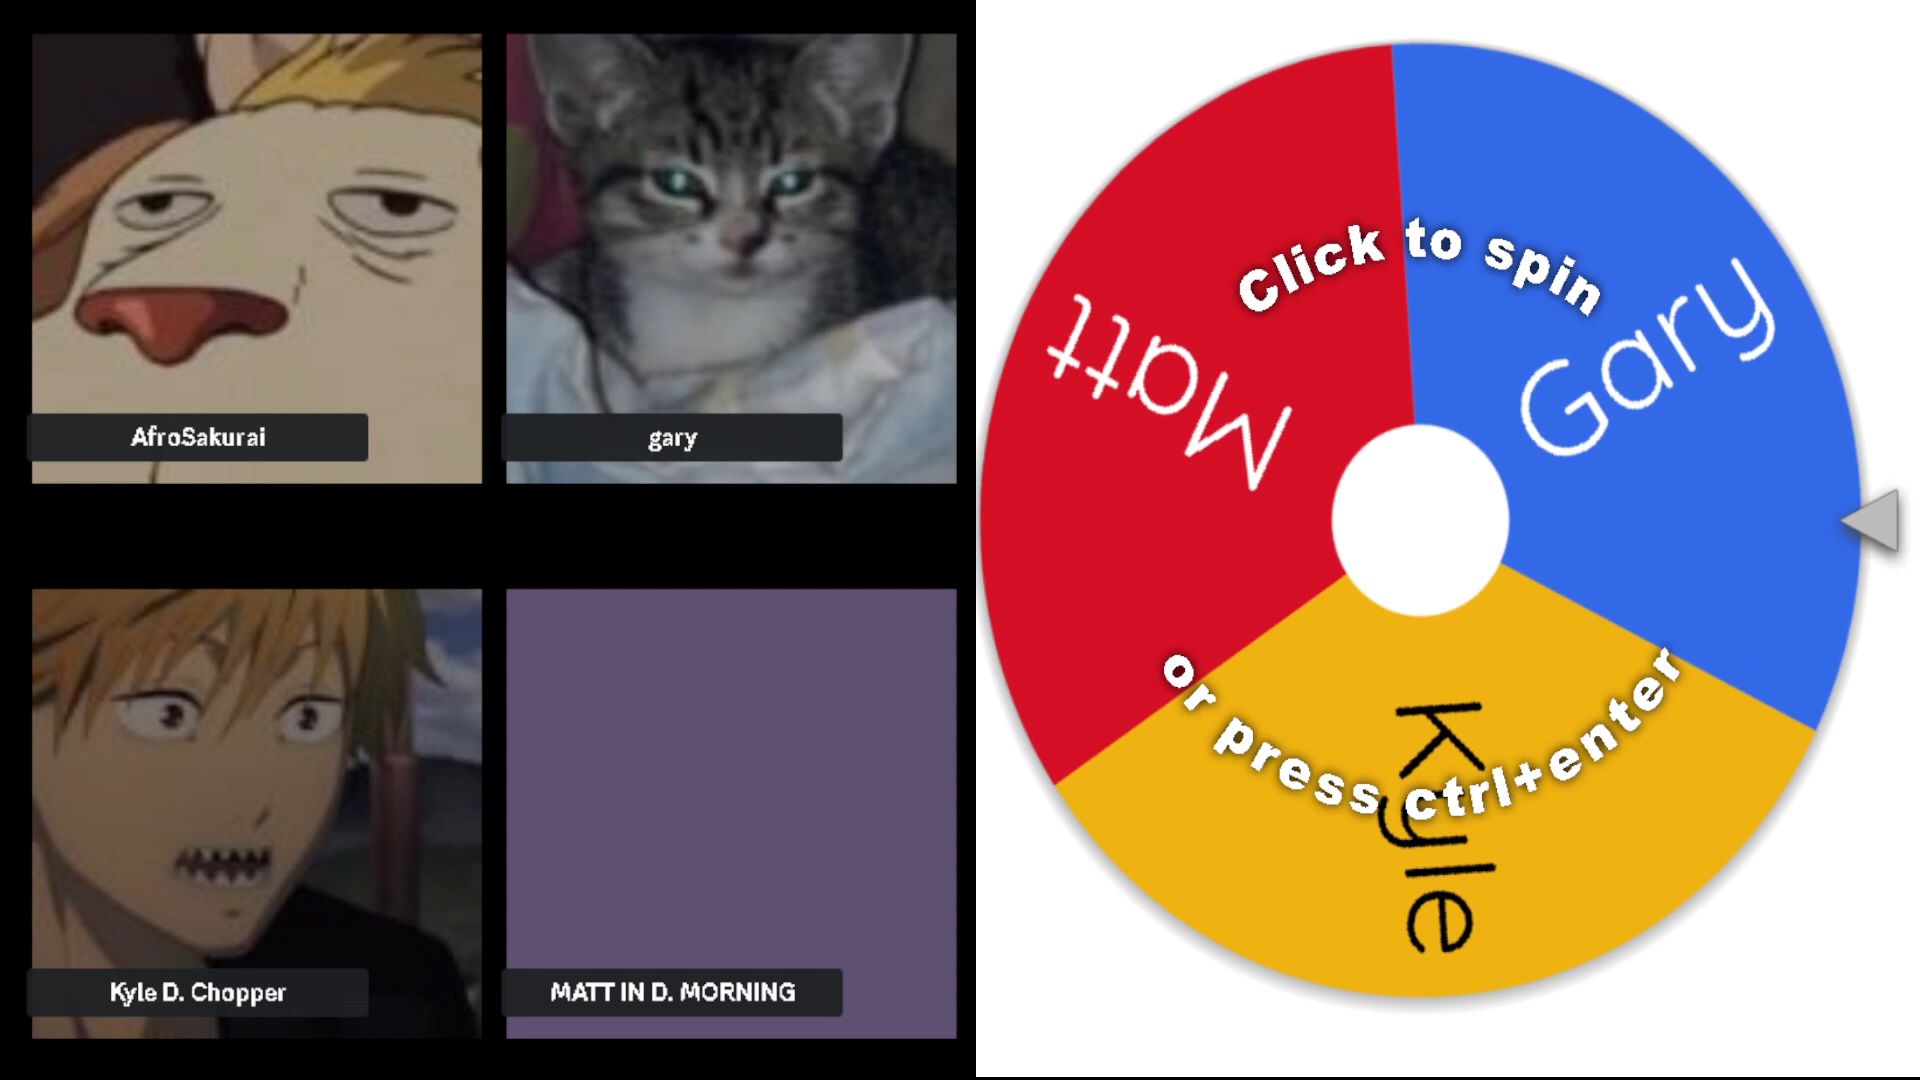 AfroSakurai
gary
Kyle D. Chopper
MATT IN D. MORNING
Click to spin
Matt
Gary
Kyle
or press ctrl+enter